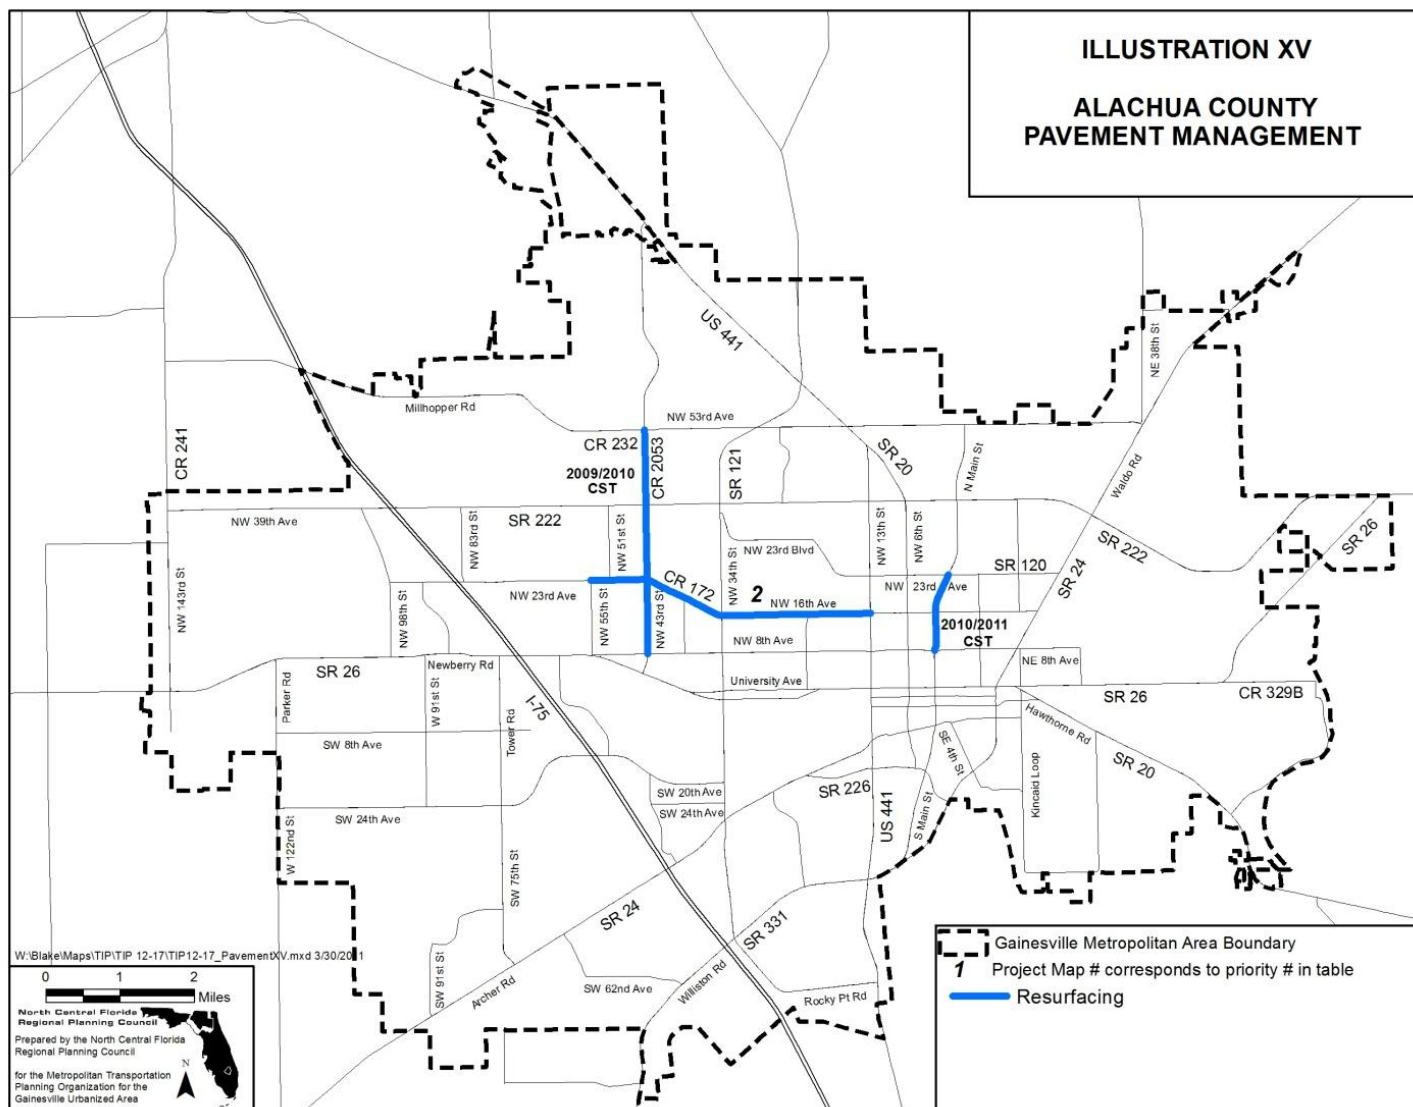 ILLUSTRATION XV
ALACHUA COUNTY
PAVEMENT MANAGEMENT
US 441
NE 38th St
Millhopper Rd
NW 53rd Ave
CR 241
CR 232
CR 2053
SR 121
SR 20
N Main St
Waldo Rd
2009/2010
CST
NW 39th Ave
SR 222
NW 83rd St
NW 51st St
NW 34th St
NW 23rd Blvd
NW 13th St
NW 6th St
SR 120
SR 222
SR 26
SR 24
NW 143rd St
NW 98th St
NW 23rd Ave
NW 55th St
NW 43rd St
CR 172
2
NW 16th Ave
NW 23rd Ave
2010/2011
CST
NW 8th Ave
NE 8th Ave
SR 26
Newberry Rd
University Ave
SR 26
CR 329B
Parker Rd
W 91st St
Tower Rd
I-75
Hawthorne Rd
SW 8th Ave
SE 4th St
Kincaid Loop
SR 20
SW 20th Ave
SR 226
SW 24th Ave
SW 24th Ave
US 441
S Main St
W 122nd St
SW 75th St
SR 24
SR 331
SW 91st St
Archer Rd
SW 62nd Ave
Williston Rd
Rocky Pt Rd
W:\Blake\Maps\TIP\TIP 12-17\TIP12-17_PavementXV.mxd 3/30/2011
0 1 2
Miles
North Central Florida
Regional Planning Council
Prepared by the North Central Florida
Regional Planning Council
for the Metropolitan Transportation
Planning Organization for the
Gainesville Urbanized Area
N
Gainesville Metropolitan Area Boundary
1 Project Map # corresponds to priority # in table
Resurfacing